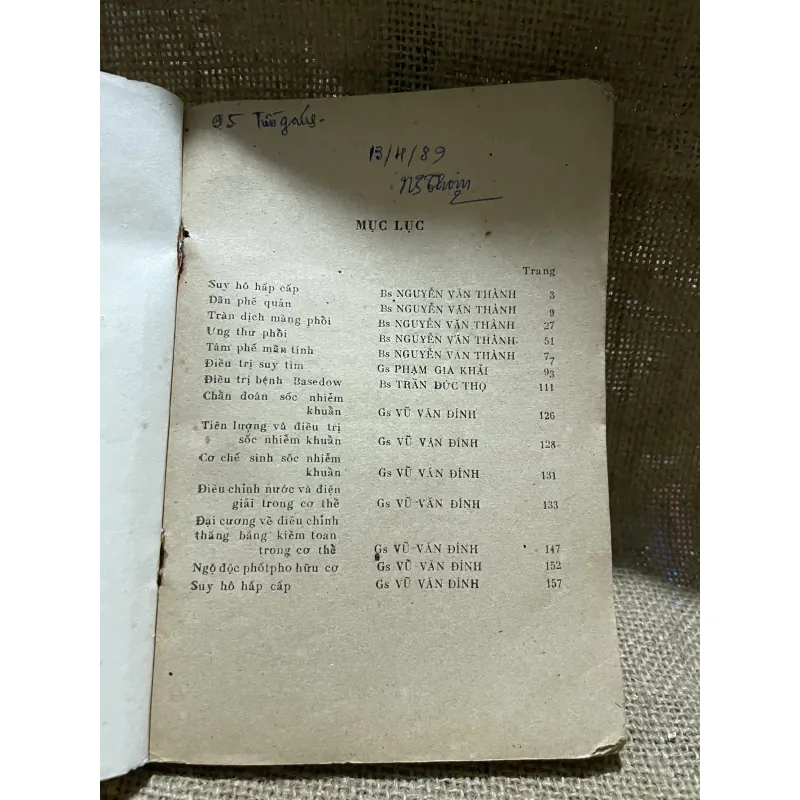 95
13/4/89
MỤC LỤC
Trang
Suy hô hấp cấp Bs NGUYỄN VĂN THÀNH 3
Dãn phế quản Bs NGUYỄN VĂN THÀNH 9
Tràn dịch màng phổi Bs NGUYỄN VĂN THÀNH 27
Ung thư phổi Bs NGUYỄN VĂN THÀNH 51
Tâm phế mãn tính Bs NGUYỄN VĂN THÀNH 77
Điều trị suy tim Gs PHẠM GIA KHẢI 93
Điều trị bệnh Basedow Bs TRẦN ĐỨC THỌ 111
Chẩn đoán sốc nhiễm
khuẩn Gs VŨ VĂN ĐÍNH 126
Tiên lượng và điều trị
sốc nhiễm khuẩn Gs VŨ VĂN ĐÍNH 128
Cơ chế sinh sốc nhiễm
khuẩn Gs VŨ VĂN ĐÍNH 131
Điều chỉnh nước và điện
giải trong cơ thể Gs VŨ VĂN ĐÍNH 133
Đại cương về điều chỉnh
thăng bằng kiềm toan
trong cơ thể Gs VŨ VĂN ĐÍNH 147
Ngộ độc phốtpho hữu cơ Gs VŨ VĂN ĐÍNH 152
Suy hô hấp cấp Gs VŨ VĂN ĐÍNH 157